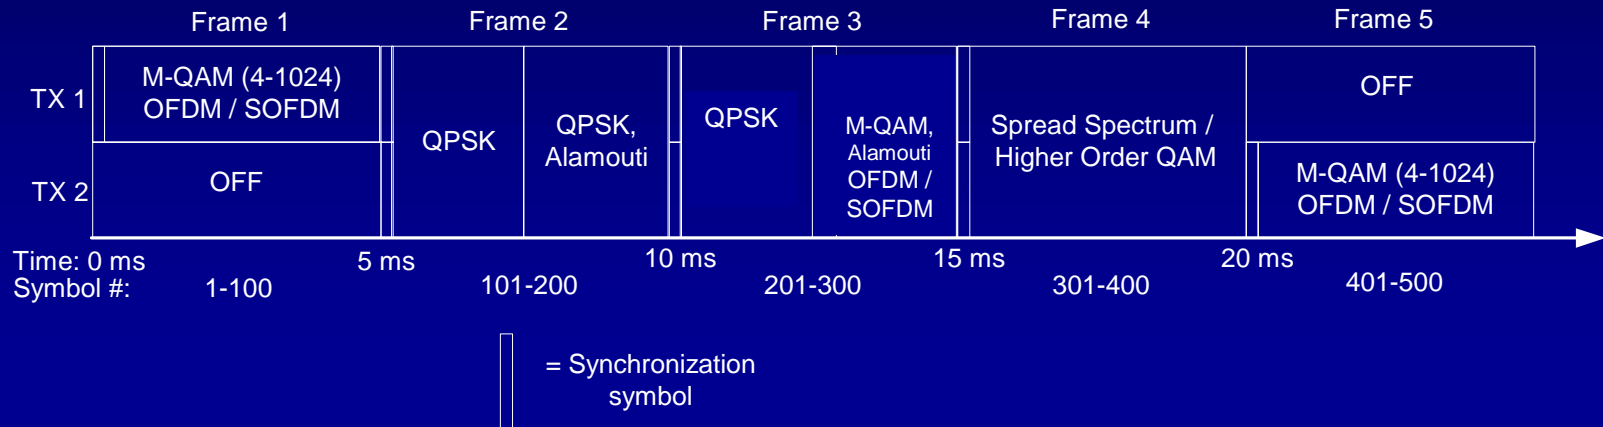 Frame 1
Frame 2
Frame 3
Frame 4
Frame 5
TX 1
M-QAM (4-1024)
OFDM / SOFDM
QPSK
QPSK,
Alamouti
QPSK
M-QAM,
Alamouti
OFDM /
SOFDM
Spread Spectrum /
Higher Order QAM
OFF
TX 2
OFF
M-QAM (4-1024)
OFDM / SOFDM
Time: 0 ms
5 ms
10 ms
15 ms
20 ms
Symbol #:
1-100
101-200
201-300
301-400
401-500
= Synchronization
symbol